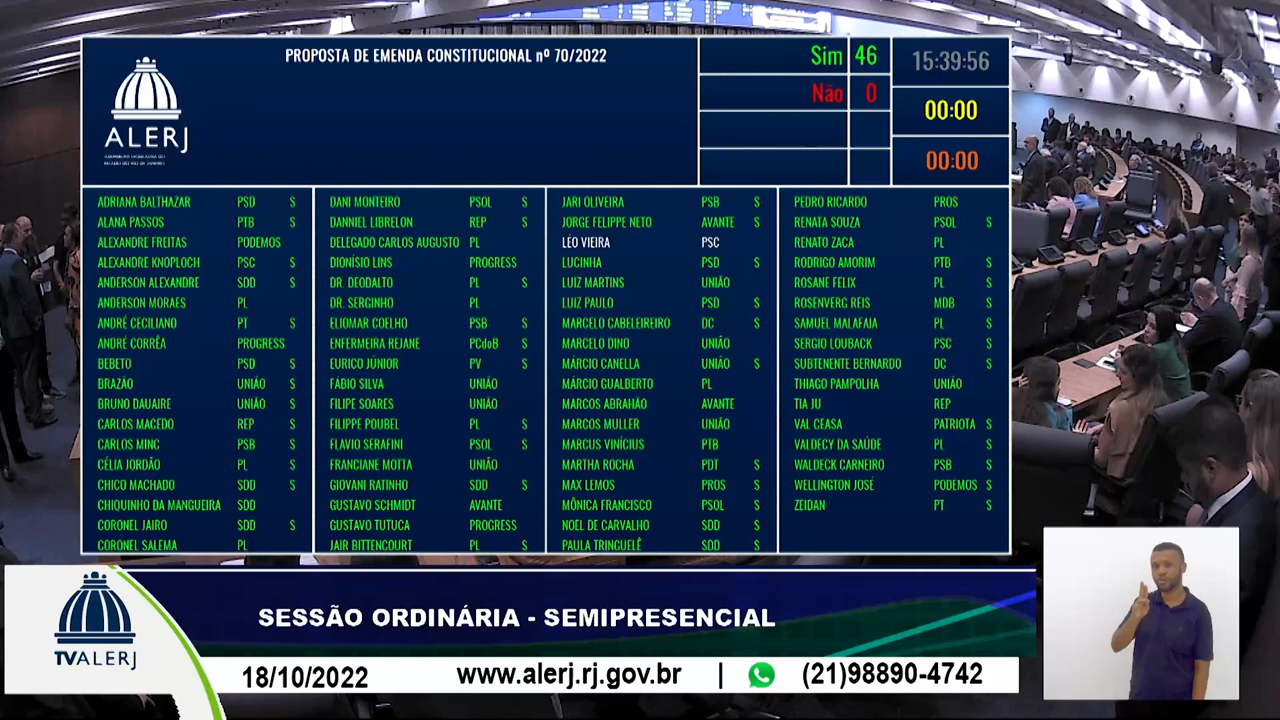 PROPOSTA DE EMENDA CONSTITUCIONAL nº 70/2022
Sim 46
Não 0
15:39:56
00:00
00:00
ALERJ
ADRIANA BALTHAZAR PSD S
ALANA PASSOS PTB S
ALEXANDRE FREITAS PODEMOS
ALEXANDRE KNOPLOCH PSC S
ANDERSON ALEXANDRE SDD S
ANDERSON MORAES PL
ANDRÉ CECILIANO PT S
ANDRÉ CORRÊA PROGRESS
BEBETO PSD S
BRAZÃO UNIÃO S
BRUNO DAUAIRE UNIÃO S
CARLOS MACEDO REP S
CARLOS MINC PSB S
CÉLIA JORDÃO PL S
CHICO MACHADO SDD S
CHIQUINHO DA MANGUEIRA SDD
CORONEL JAIRO SDD S
CORONEL SALEMA PL
DANI MONTEIRO PSOL S
DANNIEL LIBRELON REP S
DELEGADO CARLOS AUGUSTO PL
DIONÍSIO LINS PROGRESS
DR. DEODALTO PL S
DR. SERGINHO PL
ELIOMAR COELHO PSB S
ENFERMEIRA REJANE PCdoB S
EURICO JÚNIOR PV S
FÁBIO SILVA UNIÃO
FILIPE SOARES UNIÃO
FILIPPE POUBEL PL S
FLAVIO SERAFINI PSOL S
FRANCIANE MOTTA UNIÃO
GIOVANI RATINHO SDD S
GUSTAVO SCHMIDT AVANTE
GUSTAVO TUTUCA PROGRESS
JAIR BITTENCOURT PL S
JARI OLIVEIRA PSB S
JORGE FELIPPE NETO AVANTE S
LÉO VIEIRA PSC
LUCINHA PSD S
LUIZ MARTINS UNIÃO
LUIZ PAULO PSD S
MARCELO CABELEIREIRO DC S
MARCELO DINO UNIÃO
MÁRCIO CANELLA UNIÃO S
MÁRCIO GUALBERTO PL
MARCOS ABRAHÃO AVANTE
MARCOS MULLER UNIÃO
MARCUS VINÍCIUS PTB
MARTHA ROCHA PDT S
MAX LEMOS PROS S
MÔNICA FRANCISCO PSOL S
NOEL DE CARVALHO SDD S
PAULA TRINGUELÊ SDD S
PEDRO RICARDO PROS
RENATA SOUZA PSOL S
RENATO ZACA PL
RODRIGO AMORIM PTB S
ROSANE FELIX PL S
ROSENVERG REIS MDB S
SAMUEL MALAFAIA PL S
SERGIO LOUBACK PSC S
SUBTENENTE BERNARDO DC S
THIAGO PAMPOLHA UNIÃO
TIA JU REP
VAL CEASA PATRIOTA S
VALDECY DA SAÚDE PL S
WALDECK CARNEIRO PSB S
WELLINGTON JOSÉ PODEMOS S
ZEIDAN PT S
TVALERJ
SESSÃO ORDINÁRIA - SEMIPRESENCIAL
18/10/2022 www.alerj.rj.gov.br | (21)98890-4742